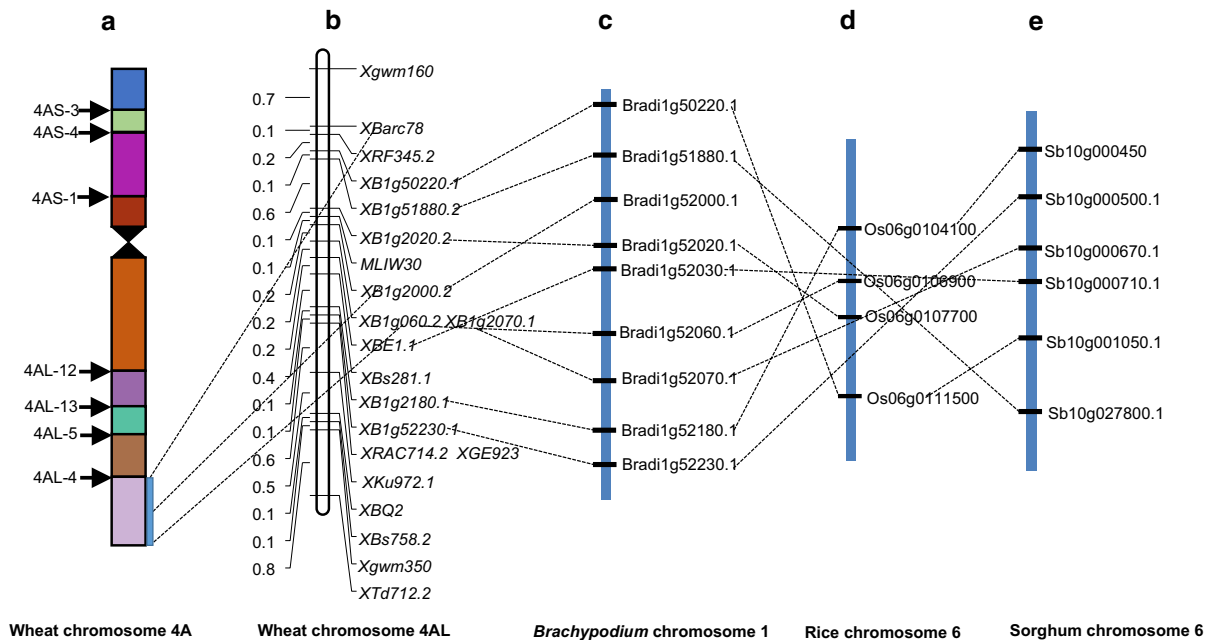 a
b
c
d
e
4AS-3
4AS-4
4AS-1
4AL-12
4AL-13
4AL-5
4AL-4
0.7
0.1
0.2
0.1
0.6
0.1
0.1
0.2
0.2
0.2
0.4
0.1
0.1
0.6
0.5
0.1
0.1
0.8
Xgwm160
XBarc78
XRF345.2
XB1g50220.1
XB1g51880.2
XB1g2020.2
MLIW30
XB1g2000.2
XB1g060.2 XB1g2070.1
XBE1.1
XBs281.1
XB1g2180.1
XB1g52230.1
XRAC714.2 XGE923
XKu972.1
XBQ2
XBs758.2
Xgwm350
XTd712.2
Bradi1g50220.1
Bradi1g51880.1
Bradi1g52000.1
Bradi1g52020.1
Bradi1g52030.1
Bradi1g52060.1
Bradi1g52070.1
Bradi1g52180.1
Bradi1g52230.1
Os06g0104100
Os06g0106900
Os06g0107700
Os06g0111500
Sb10g000450
Sb10g000500.1
Sb10g000670.1
Sb10g000710.1
Sb10g001050.1
Sb10g027800.1
Wheat chromosome 4A
Wheat chromosome 4AL
Brachypodium chromosome 1
Rice chromosome 6
Sorghum chromosome 6